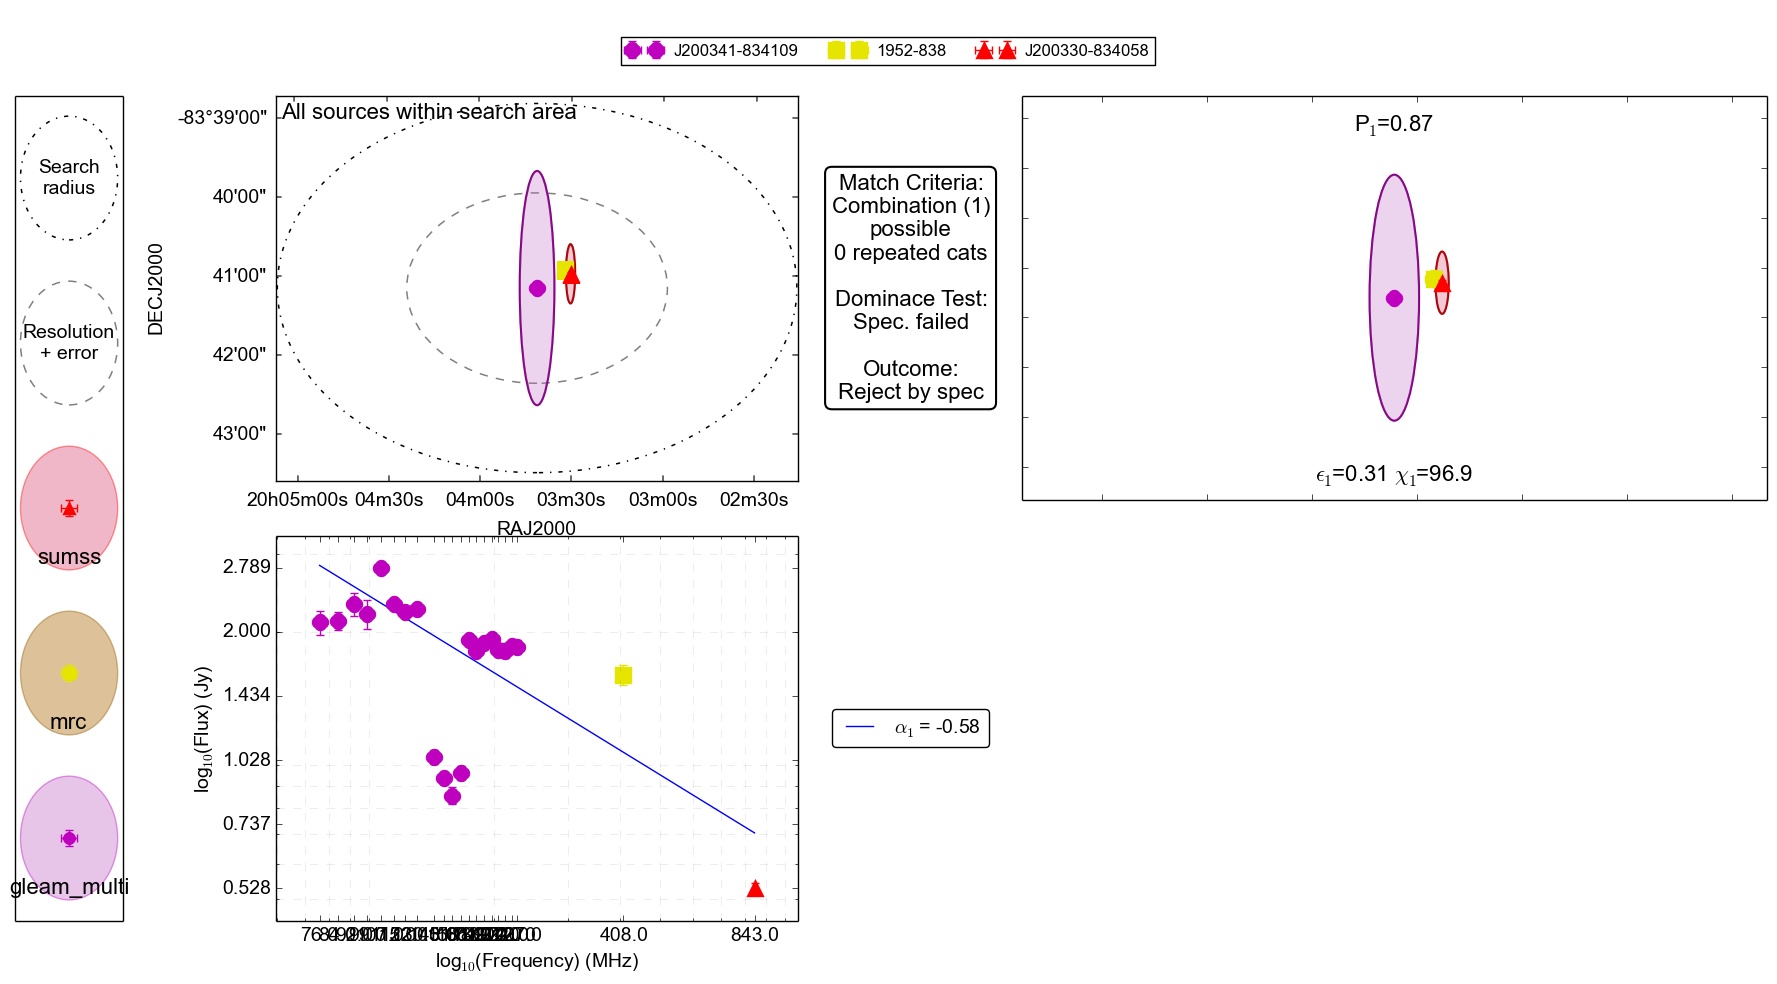 J200341-834109 1952-838 J200330-834058
Search
radius
Resolution
+ error
sumss
mrc
gleam_multi
All sources within search area
-83°39'00"
40'00"
41'00"
42'00"
43'00"
DECJ2000
20h05m00s 04m30s 04m00s 03m30s 03m00s 02m30s
RAJ2000
Match Criteria:
Combination (1)
possible
0 repeated cats
Dominace Test:
Spec. failed
Outcome:
Reject by spec
P₁=0.87
ϵ₁=0.31 χ₁=96.9
2.789
2.000
1.434
1.028
0.737
0.528
log₁₀(Flux) (Jy)
408.0 843.0
log₁₀(Frequency) (MHz)
α₁ = -0.58